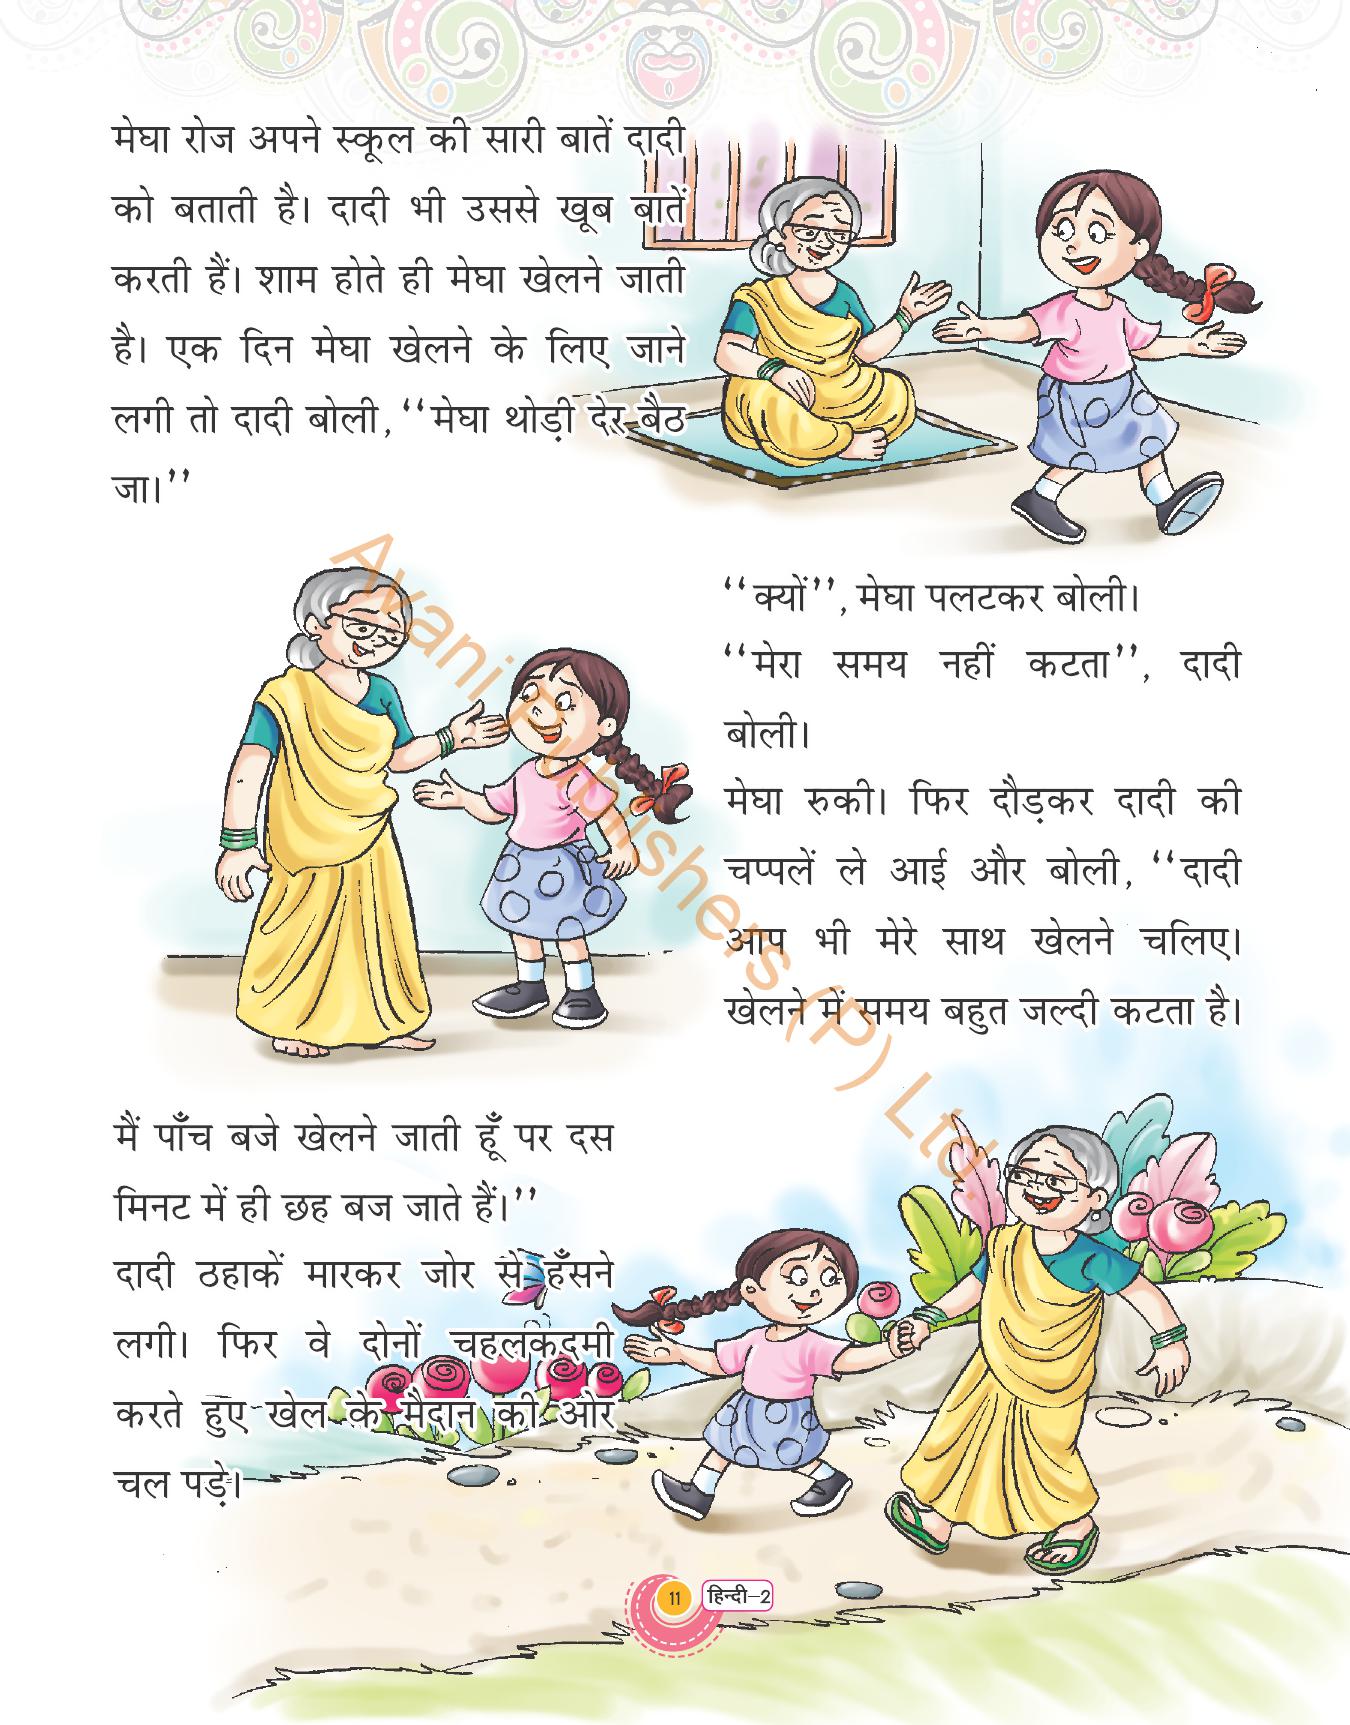 मेघा रोज अपने स्कूल की सारी बातें दादी
को बताती है। दादी भी उससे खूब बातें
करती हैं। शाम होते ही मेघा खेलने जाती
है। एक दिन मेघा खेलने के लिए जाने
लगी तो दादी बोली, ‘‘मेघा थोड़ी देर बैठ
जा।’’
‘‘क्यों’’, मेघा पलटकर बोली।
‘‘मेरा समय नहीं कटता’’, दादी
बोली।
मेघा रुकी। फिर दौड़कर दादी की
चप्पलें ले आई और बोली, ‘‘दादी
आप भी मेरे साथ खेलने चलिए।
खेलने में समय बहुत जल्दी कटता है।
मैं पाँच बजे खेलने जाती हूँ पर दस
मिनट में ही छह बज जाते हैं।’’
दादी ठहाकें मारकर जोर से हँसने
लगी। फिर वे दोनों चहलकदमी
करते हुए खेल के मैदान की ओर
चल पड़े।
Avani Publishers (P) Ltd.
11 हिन्दी–2